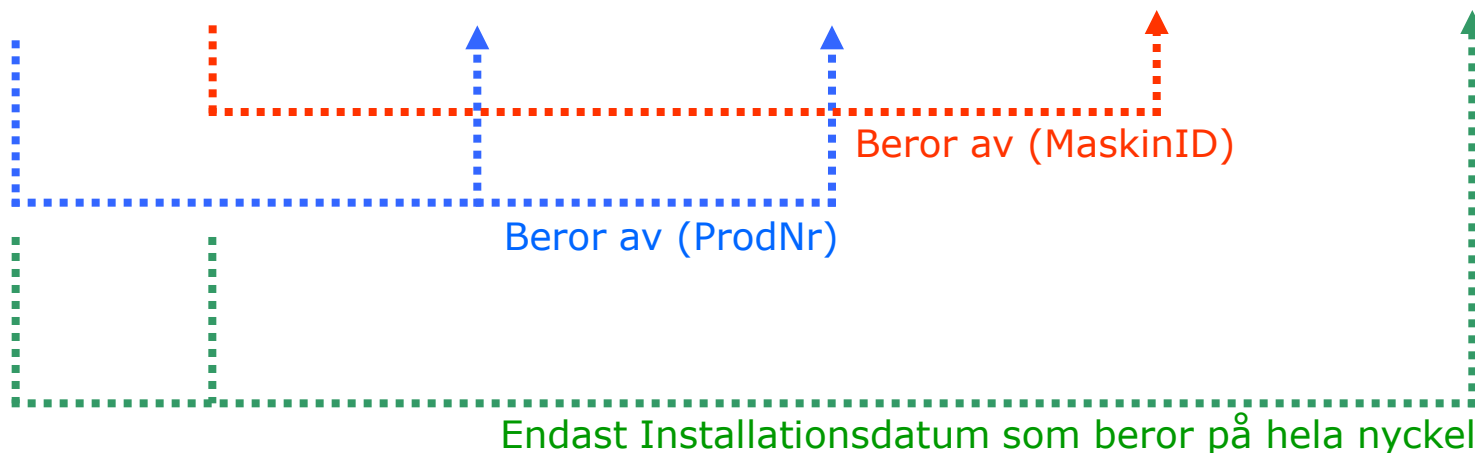 Beror av (MaskinID)
Beror av (ProdNr)
Endast Installationsdatum som beror på hela nyckel